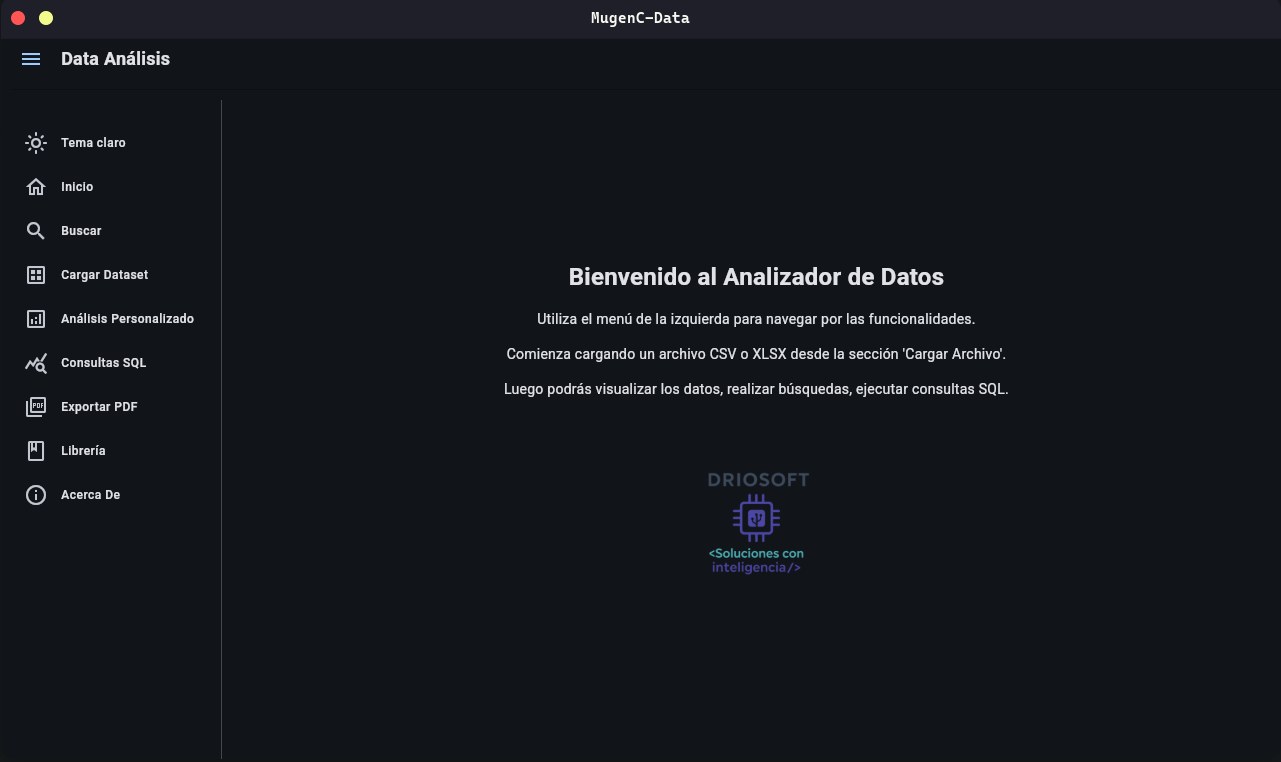 MugenC-Data
Data Análisis
Tema claro
Inicio
Buscar
Cargar Dataset
Análisis Personalizado
Consultas SQL
PDF
Exportar PDF
Librería
Acerca De
Bienvenido al Analizador de Datos
Utiliza el menú de la izquierda para navegar por las funcionalidades.
Comienza cargando un archivo CSV o XLSX desde la sección 'Cargar Archivo'.
Luego podrás visualizar los datos, realizar búsquedas, ejecutar consultas SQL.
DRIOSOFT
<Soluciones con
inteligencia/>